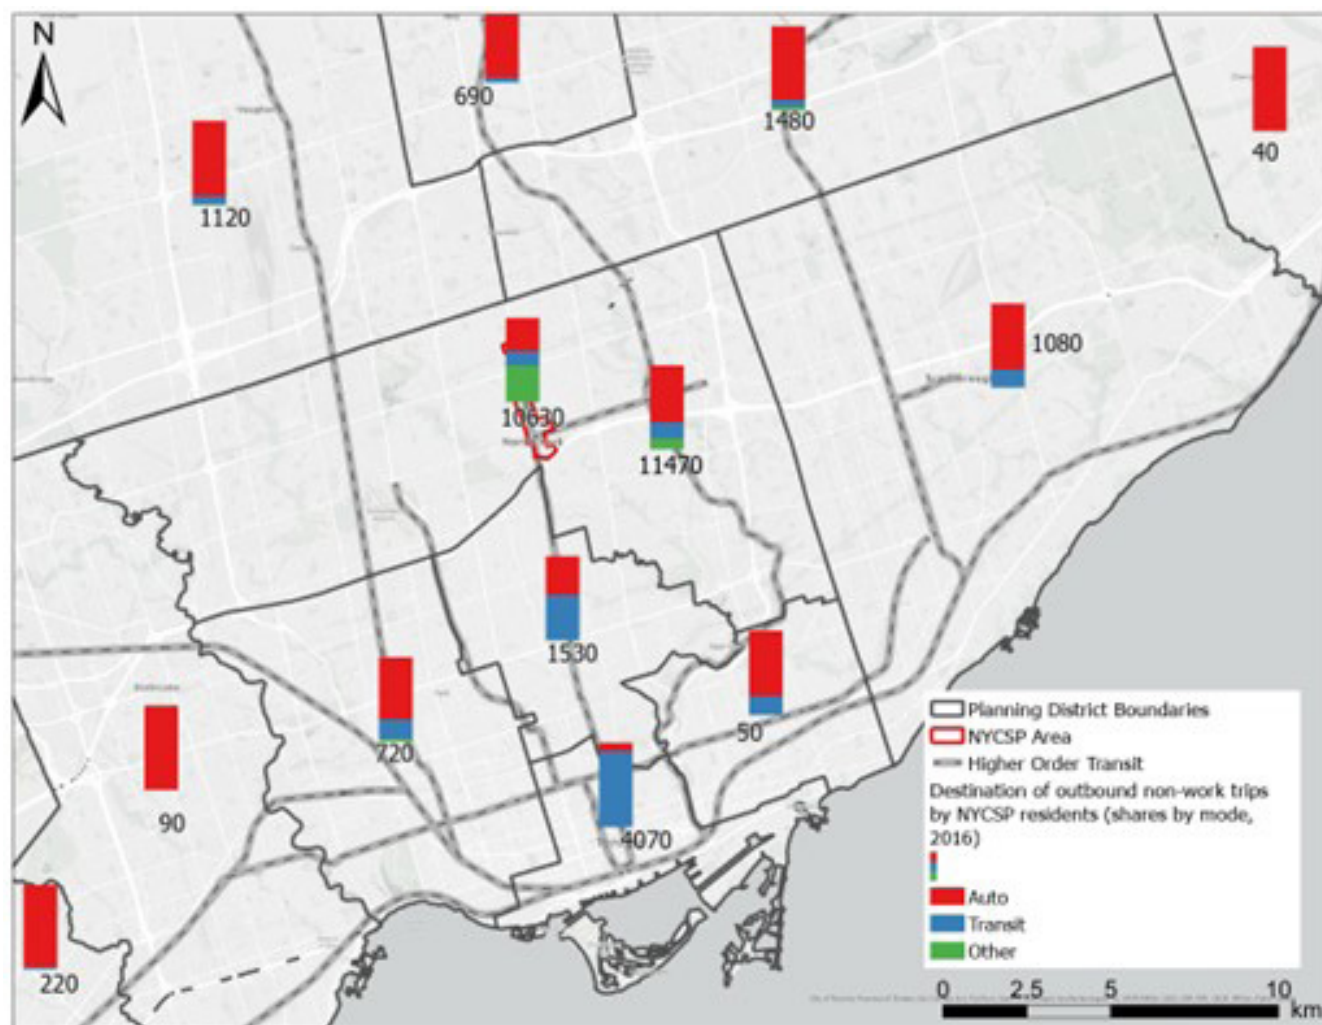 N
690
1480
40
1120
1080
10630
11470
1530
720
50
90
4070
220
Planning District Boundaries
NYCSP Area
Higher Order Transit
Destination of outbound non-work trips
by NYCSP residents (shares by mode,
2016)
Auto
Transit
Other
0 2.5 5 10
km